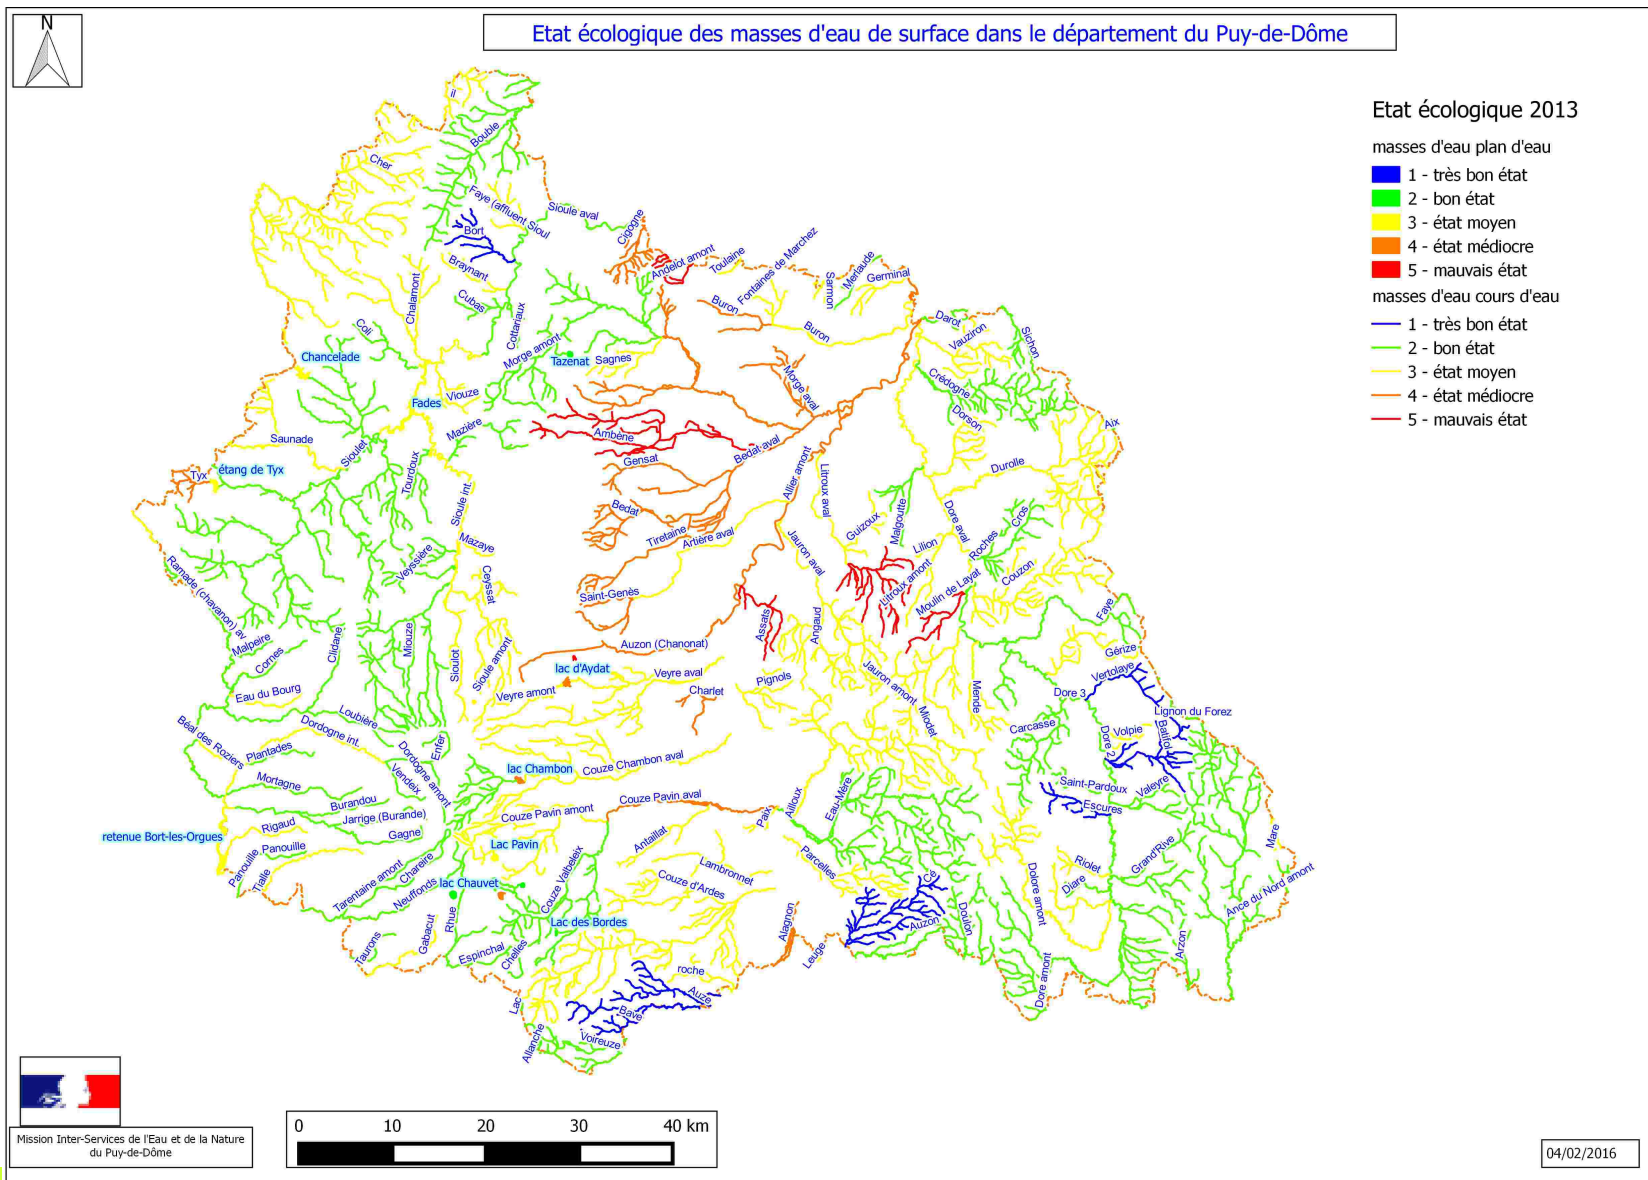 N
Etat écologique des masses d'eau de surface dans le département du Puy-de-Dôme
Etat écologique 2013
masses d'eau plan d'eau
1 - très bon état
2 - bon état
3 - état moyen
4 - état médiocre
5 - mauvais état
masses d'eau cours d'eau
1 - très bon état
2 - bon état
3 - état moyen
4 - état médiocre
5 - mauvais état
il
Bouble
Cher
Faye (affluent Sioul
Sioule aval
Cigogne
Bort
Braynant
Cubas
Chalamont
Cottariaux
Andelot amont
Toulaine
Fontaines de Marchez
Sarmon
Merlaude
Germinal
Buron
Buron
Darot
Vauziron
Sichon
Coli
Chancelade
Morge amont
Tazenat
Sagnes
Morge aval
Crédogne
Dorson
Fades
Viouze
Mazière
Ambène
Gensat
Bedat aval
Saunade
Sioulet
Tourdoux
étang de Tyx
Tyx
Sioule int.
Allier amont
Litroux aval
Durolle
Aix
Bedat
Tiretaine
Artière aval
Guizoux
Malgoutte
Dore aval
Roches
Cros
Mazaye
Veyssière
Ceyssat
Jauron aval
Lilion
Litroux amont
Moulin de Layat
Couzon
Ramade (chavanon) av
Saint-Genès
Assats
Angaud
Faye
Malpeire
Cornes
Clidane
Miouze
Sioulot
Sioule amont
Auzon (Chanonat)
Gérize
Vertolaye
lac d'Aydat
Veyre aval
Veyre amont
Charlet
Pignols
Jauron amont
Miodet
Mende
Dore 3
Lignon du Forez
Eau du Bourg
Loubière
Dordogne int.
Béal des Roziers
Plantades
Enfer
Dordogne amont
Vendeix
Carcasse
Dore 2
Volpie
Batifol
Mortagne
lac Chambon
Couze Chambon aval
Saint-Pardoux
Valeyre
Escures
Burandou
Jarrige (Burande)
Couze Pavin aval
Couze Pavin amont
Ailloux
Eau-Mère
Paix
retenue Bort-les-Orgues
Rigaud
Gagne
Panouille
Panouille
Tialle
Lac Pavin
Antaillat
Parcelles
Grand'Rive
Mare
Chareire
Tarentaine amont
Neuffonds
lac Chauvet
Couze Valbeleix
Lambronnet
Couze d'Ardes
Cé
Riolet
Diare
Dolore amont
Ance du Nord amont
Lac des Bordes
Rhue
Gabacut
Taurons
Alagnon
Auzon
Doulon
Leuge
Espinchal
Chelles
roche
Arzon
Dore amont
Lac
Auze
Bave
Voireuze
Allanche
Mission Inter-Services de l'Eau et de la Nature
du Puy-de-Dôme
0 10 20 30 40 km
04/02/2016